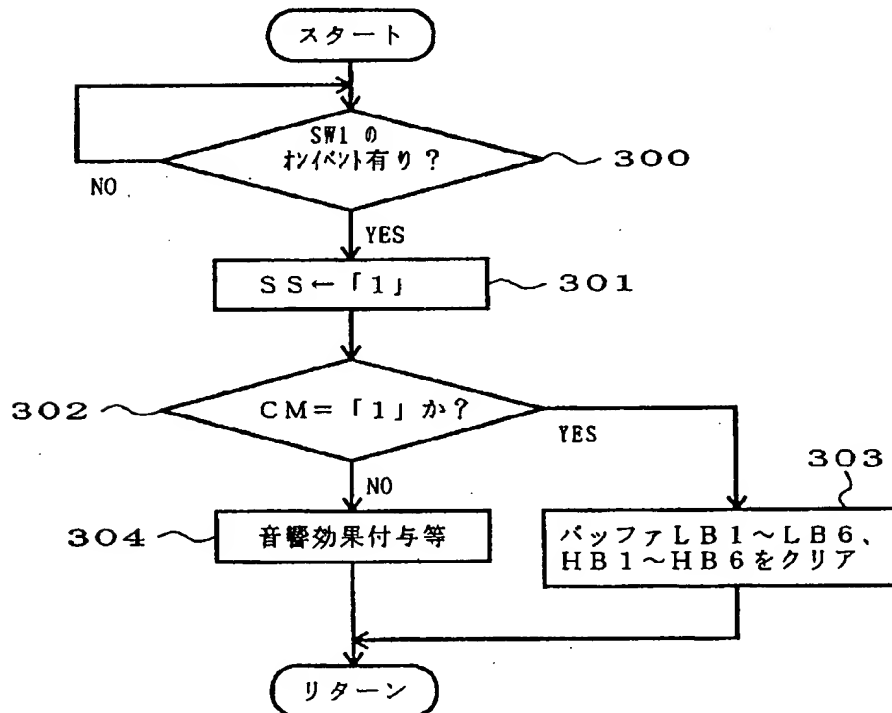 スタート
SW1 の
オンイベント有り？
300
NO
YES
SS←「1」
301
302
CM=「1」か？
YES
NO
303
304
音響効果付与等
バッファLB1～LB6、
HB1～HB6をクリア
リターン